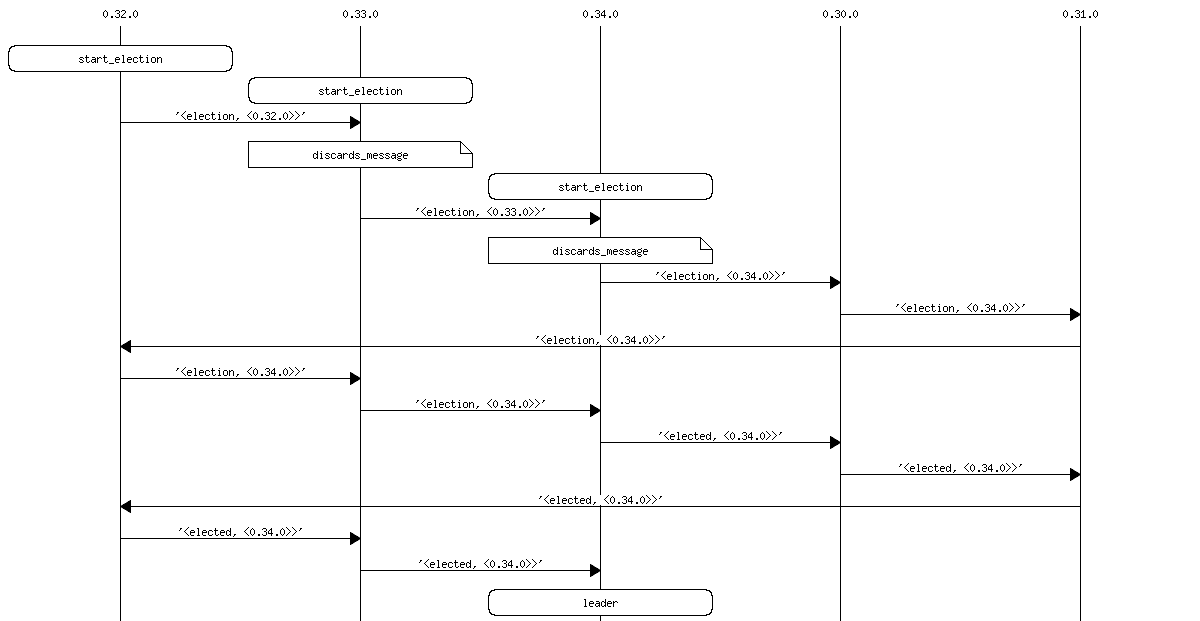 0.32.0 0.33.0 0.34.0 0.30.0 0.31.0
start_election
start_election
'<election, <0.32.0>>'
discards_message
start_election
'<election, <0.33.0>>'
discards_message
'<election, <0.34.0>>'
'<election, <0.34.0>>'
'<election, <0.34.0>>'
'<election, <0.34.0>>'
'<election, <0.34.0>>'
'<elected, <0.34.0>>'
'<elected, <0.34.0>>'
'<elected, <0.34.0>>'
'<elected, <0.34.0>>'
'<elected, <0.34.0>>'
leader